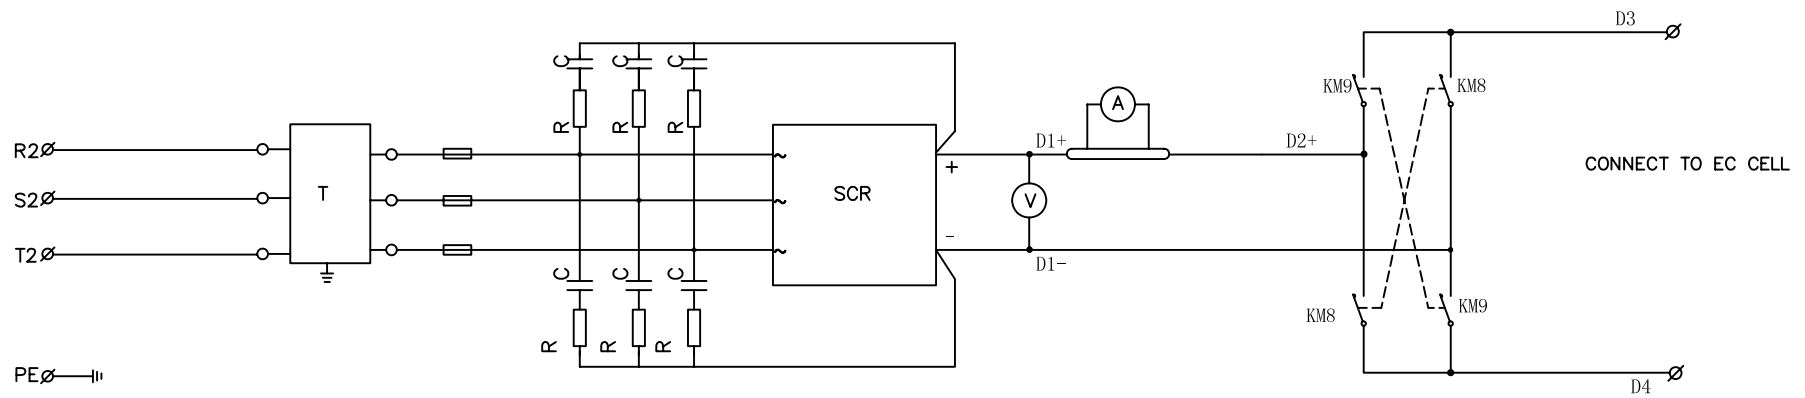 D3
C C C
KM9 KM8
A
R R R
D1+ D2+
R2
CONNECT TO EC CELL
+
S2 T SCR V
-
T2
D1-
C C C
KM8 KM9
R R R
PE
D4